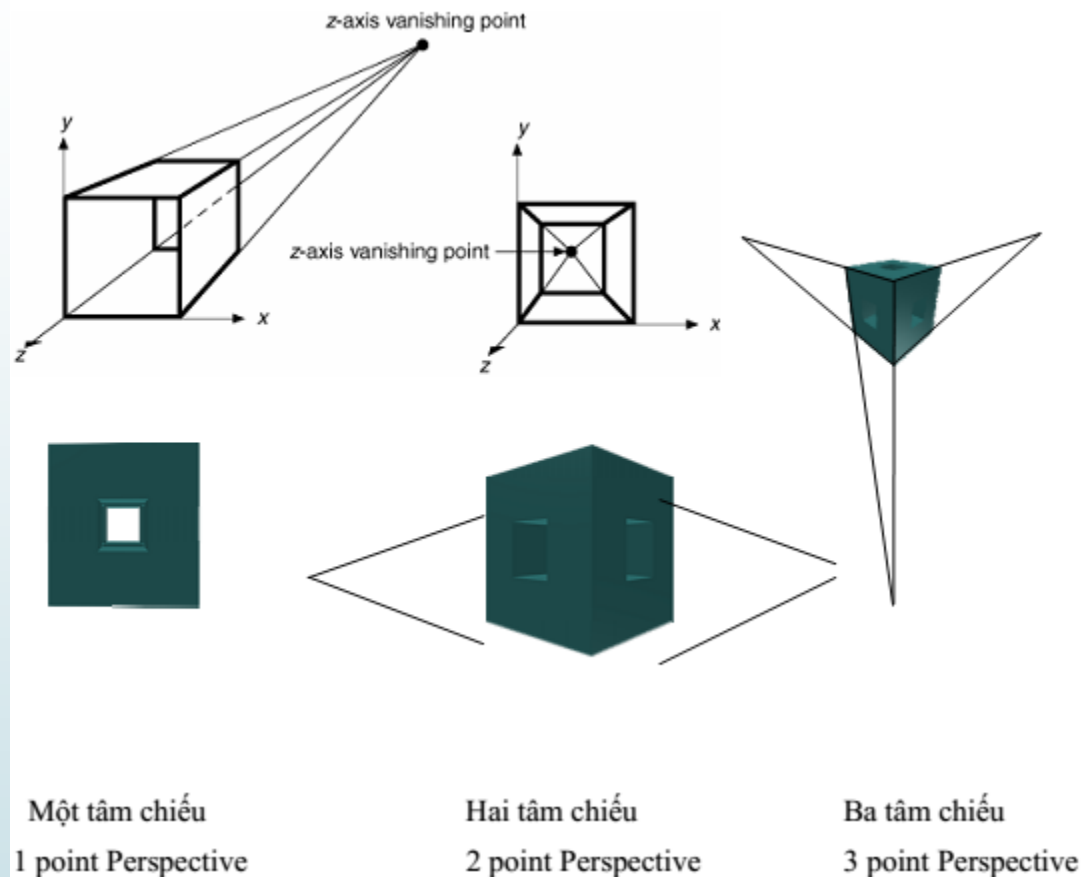 z-axis vanishing point
y
x
z
y
z-axis vanishing point
x
z
Một tâm chiếu
1 point Perspective
Hai tâm chiếu
2 point Perspective
Ba tâm chiếu
3 point Perspective